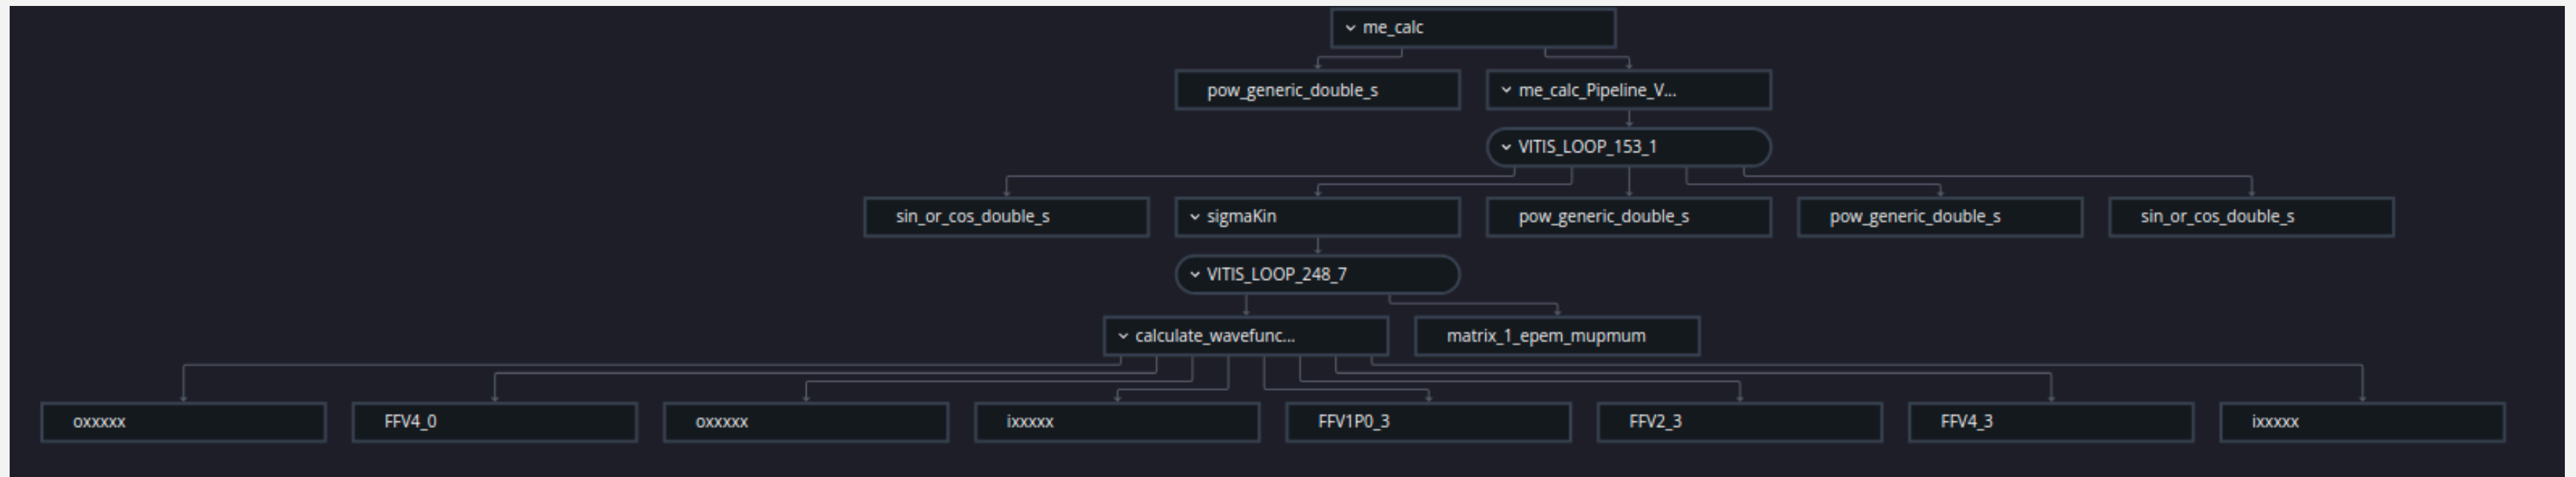 me_calc
pow_generic_double_s
me_calc_Pipeline_V...
VITIS_LOOP_153_1
sin_or_cos_double_s
sigmaKin
pow_generic_double_s
pow_generic_double_s
sin_or_cos_double_s
VITIS_LOOP_248_7
calculate_wavefunc...
matrix_1_epem_mupmum
oxxxxx
FFV4_0
oxxxxx
ixxxxx
FFV1P0_3
FFV2_3
FFV4_3
ixxxxx